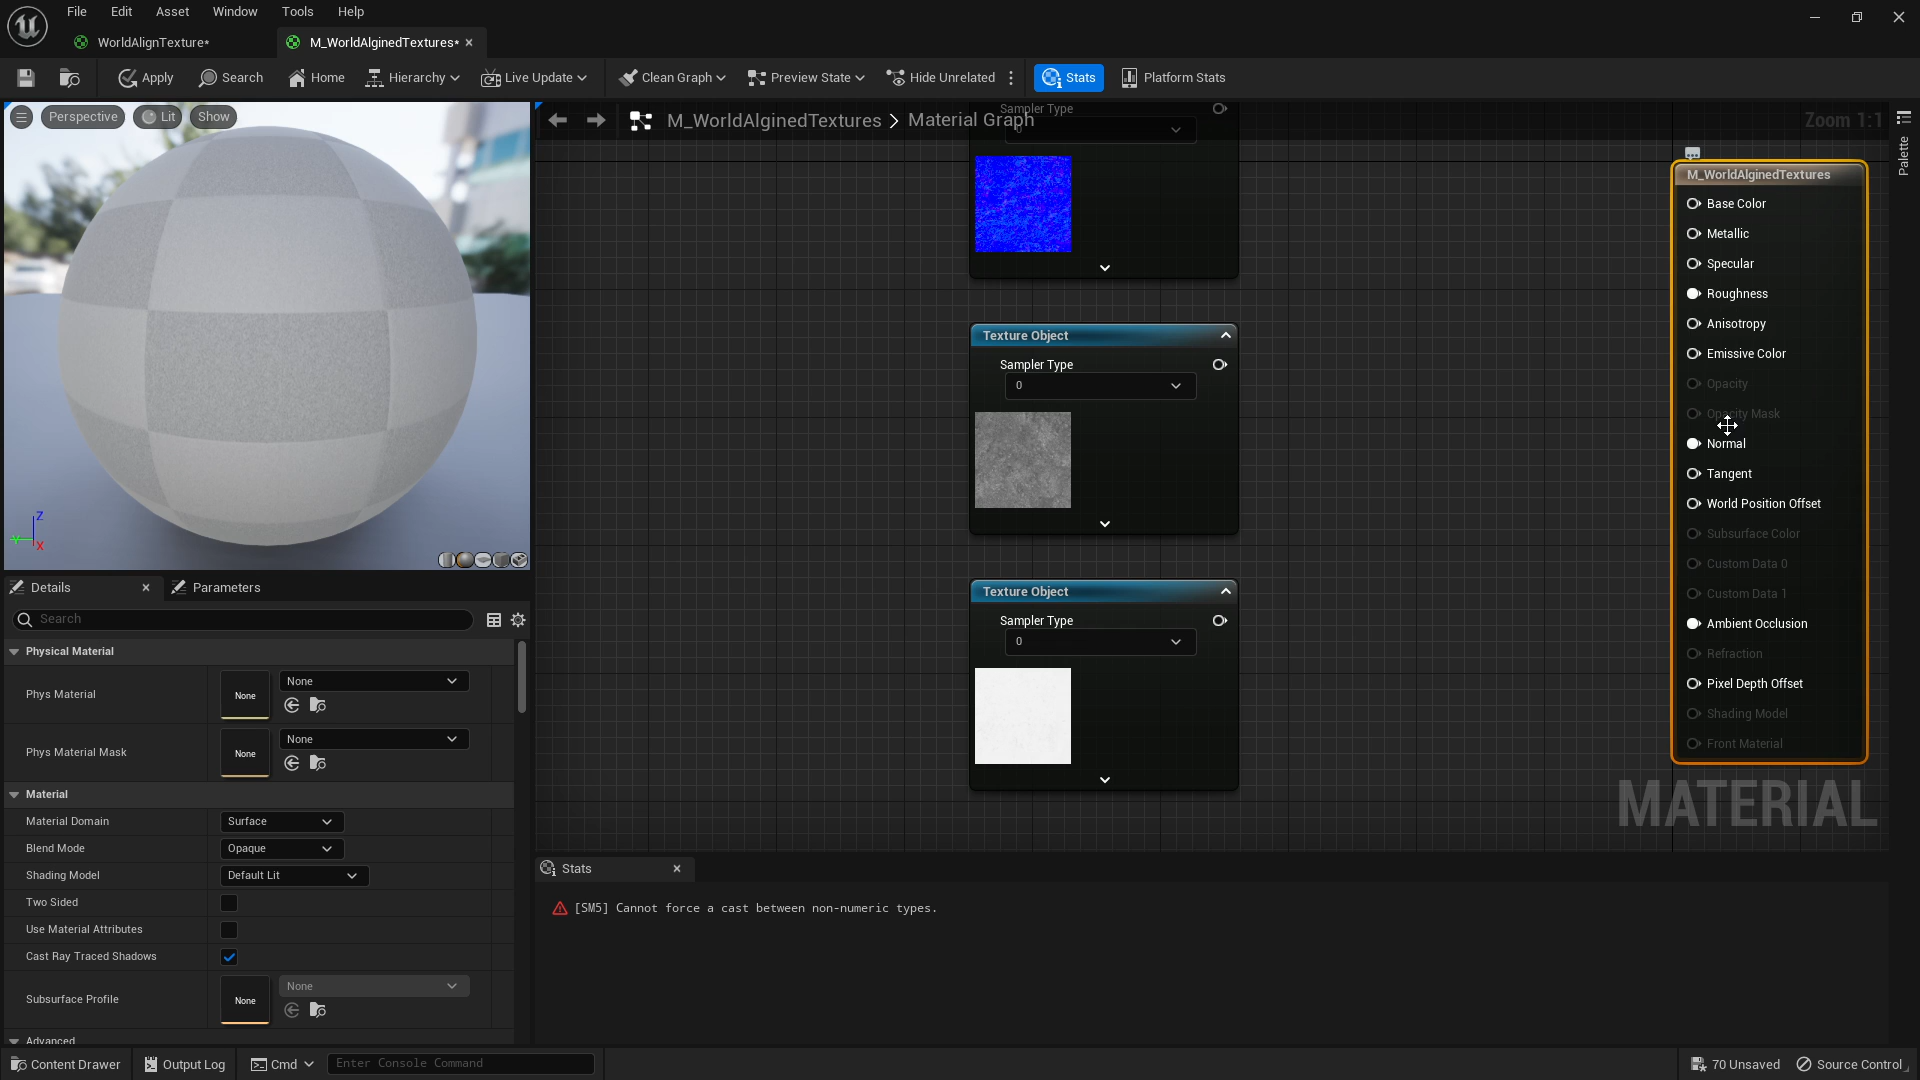 File Edit Asset Window Tools Help
WorldAlignTexture*
M_WorldAlginedTextures*
Apply Search Home Hierarchy Live Update Clean Graph Preview State Hide Unrelated Stats Platform Stats
Perspective Lit Show
M_WorldAlginedTextures > Material Graph
Zoom 1:1
Palette
Z
Y
X
Sampler Type
0
Texture Object
Sampler Type
0
Texture Object
Sampler Type
0
M_WorldAlginedTextures
Base Color
Metallic
Specular
Roughness
Anisotropy
Emissive Color
Opacity
Opacity Mask
Normal
Tangent
World Position Offset
Subsurface Color
Custom Data 0
Custom Data 1
Ambient Occlusion
Refraction
Pixel Depth Offset
Shading Model
Front Material
MATERIAL
Details Parameters
Search
Physical Material
Phys Material None None
Phys Material Mask None None
Material
Material Domain Surface
Blend Mode Opaque
Shading Model Default Lit
Two Sided
Use Material Attributes
Cast Ray Traced Shadows
Subsurface Profile None None
Advanced
Stats
[SM5] Cannot force a cast between non-numeric types.
Content Drawer Output Log Cmd Enter Console Command 70 Unsaved Source Control